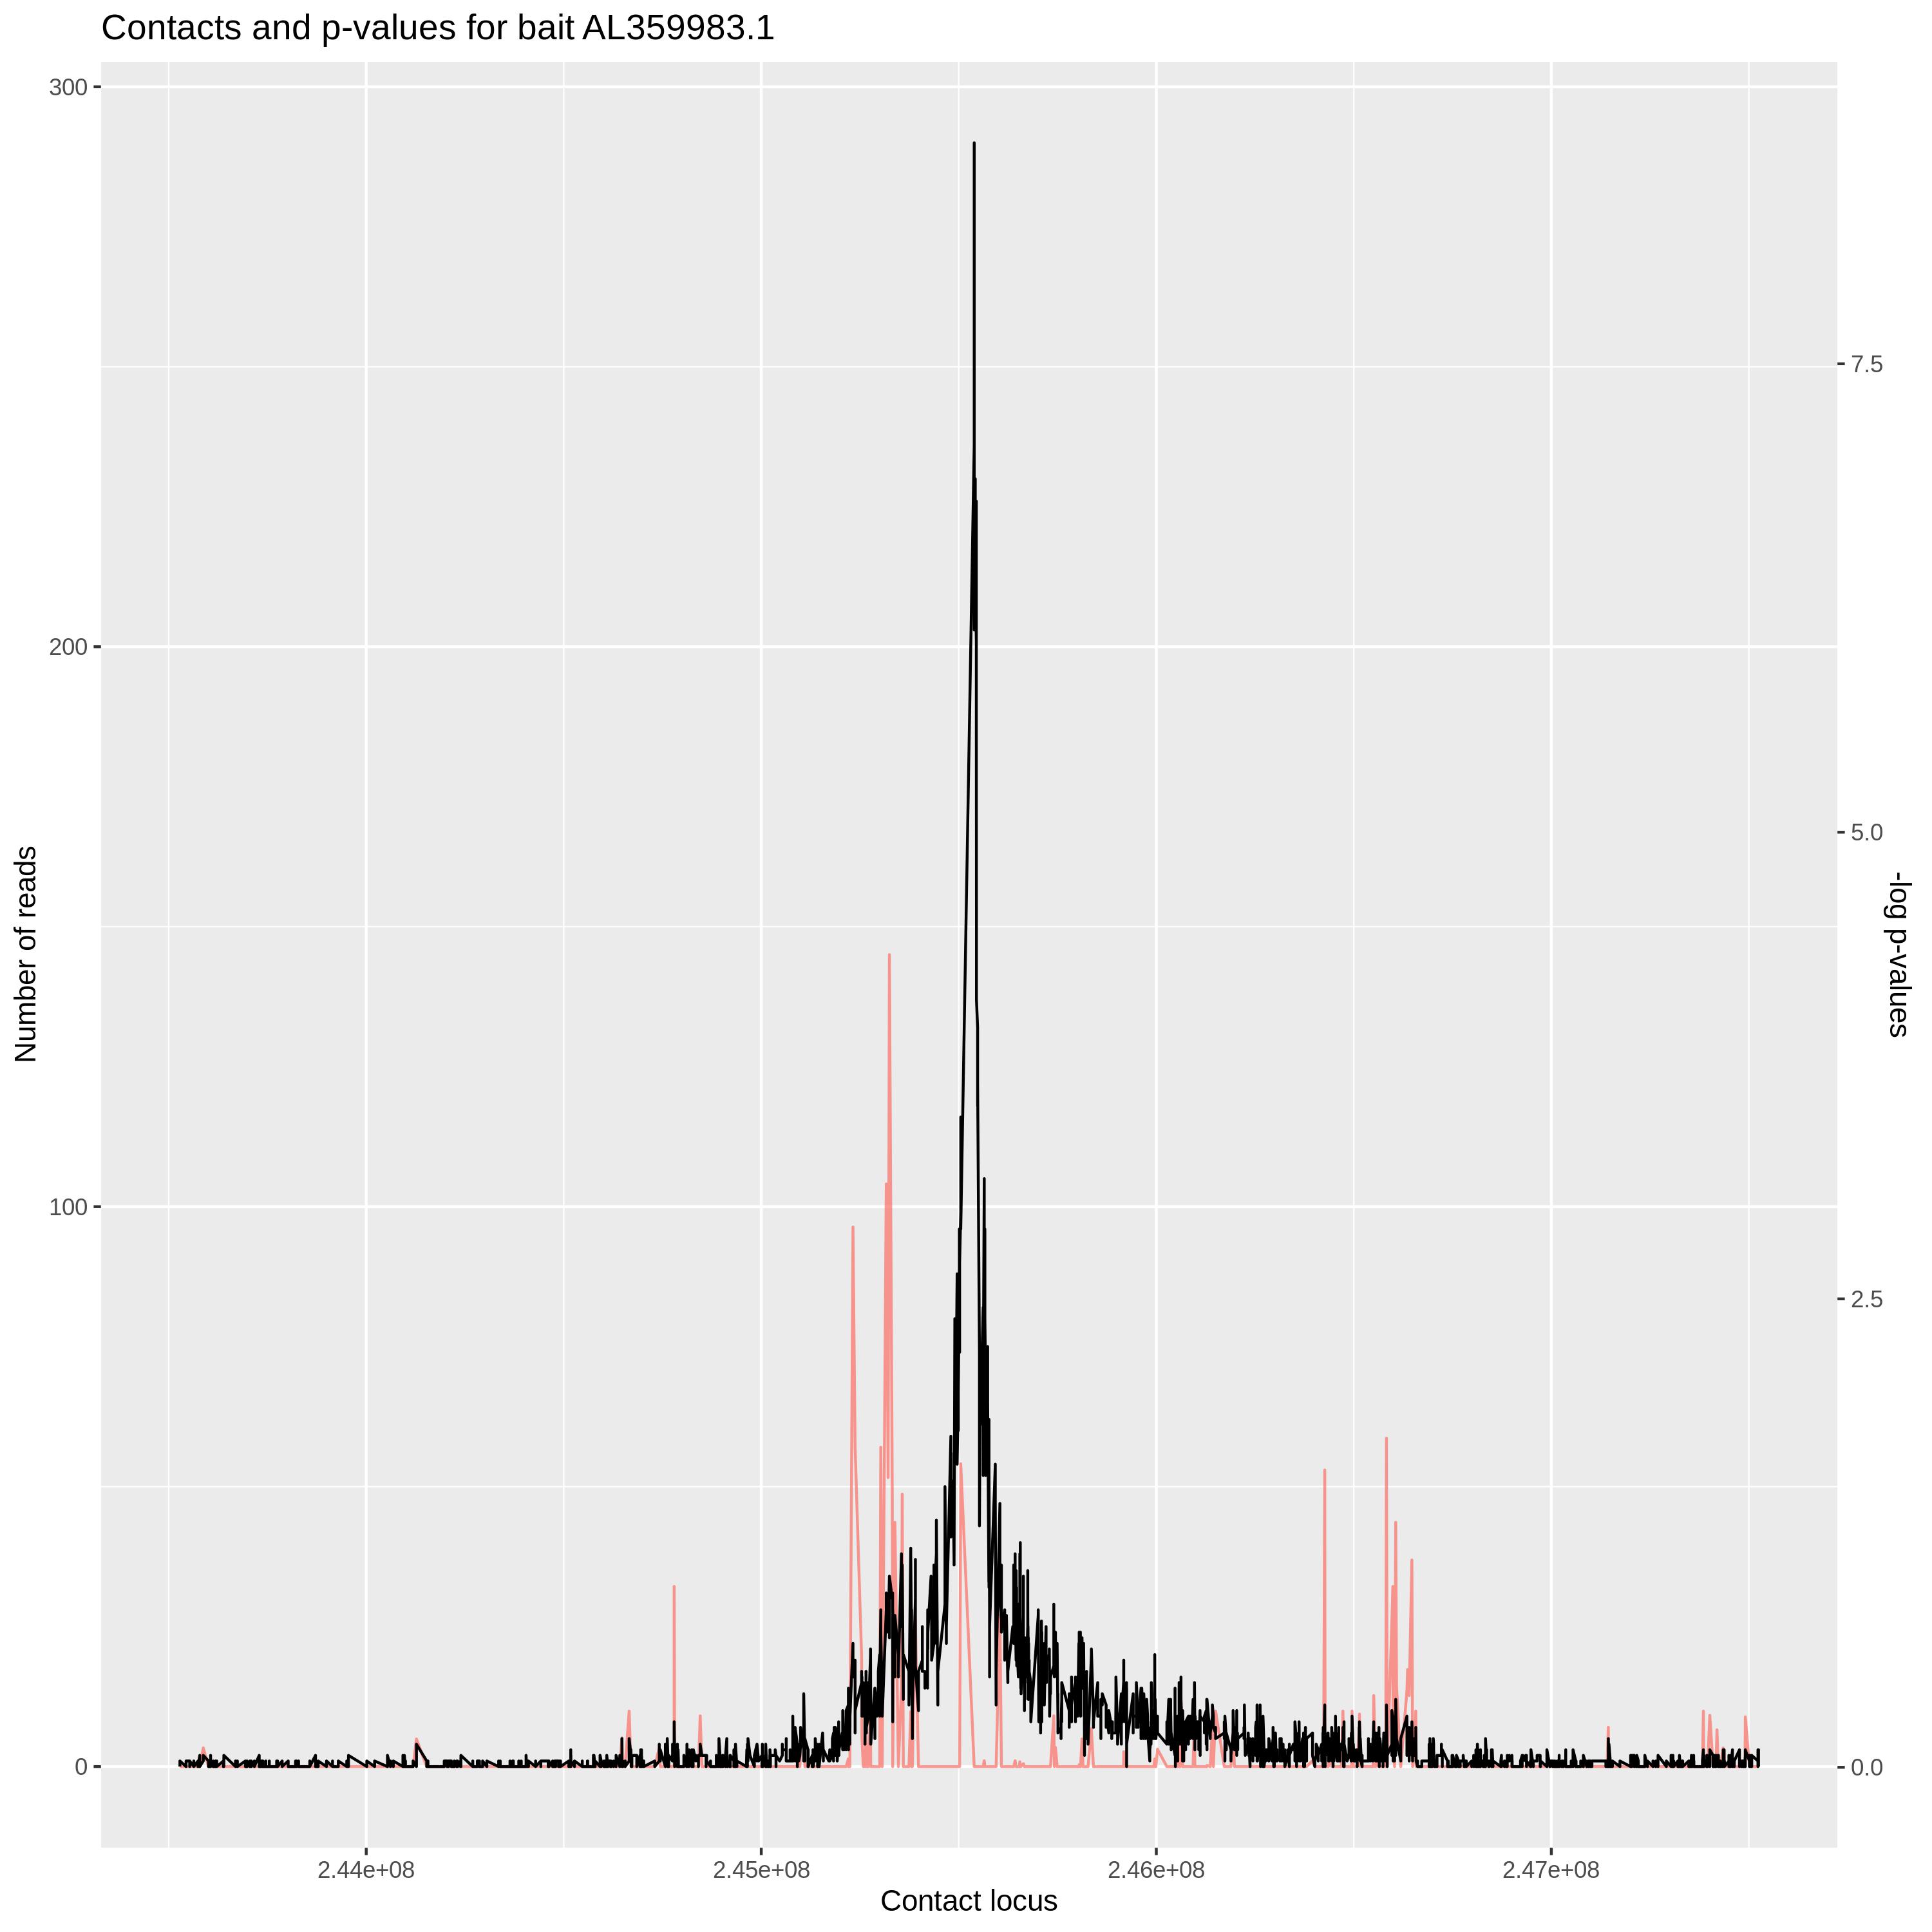 Contacts and p-values for bait AL359983.1
300
200
100
0
Number of reads
7.5
5.0
2.5
0.0
-log p-values
2.44e+08
2.45e+08
2.46e+08
2.47e+08
Contact locus